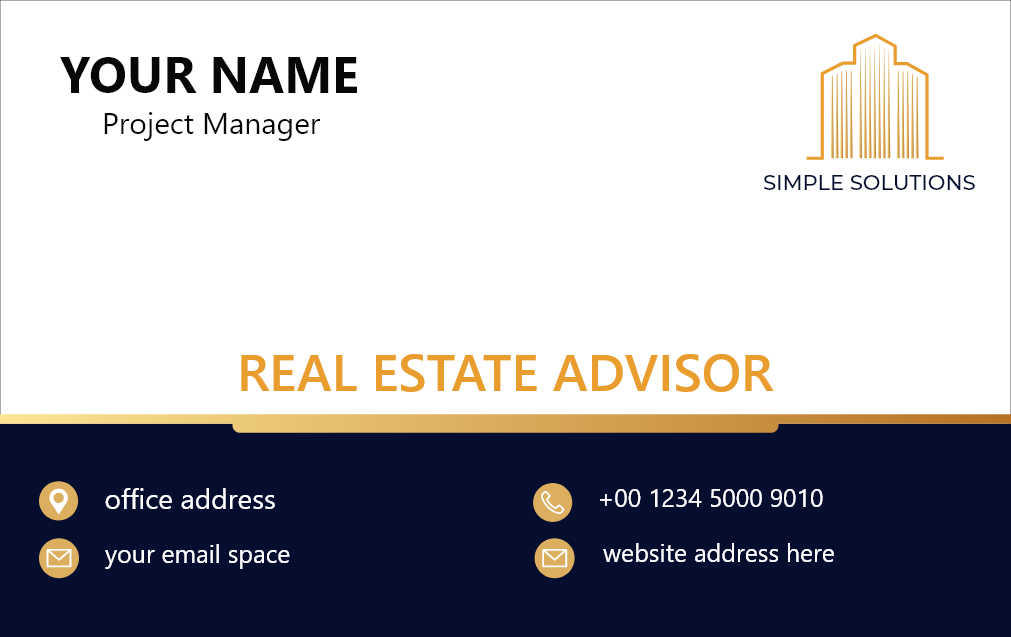 YOUR NAME
Project Manager
SIMPLE SOLUTIONS
REAL ESTATE ADVISOR
office address
+00 1234 5000 9010
your email space
website address here